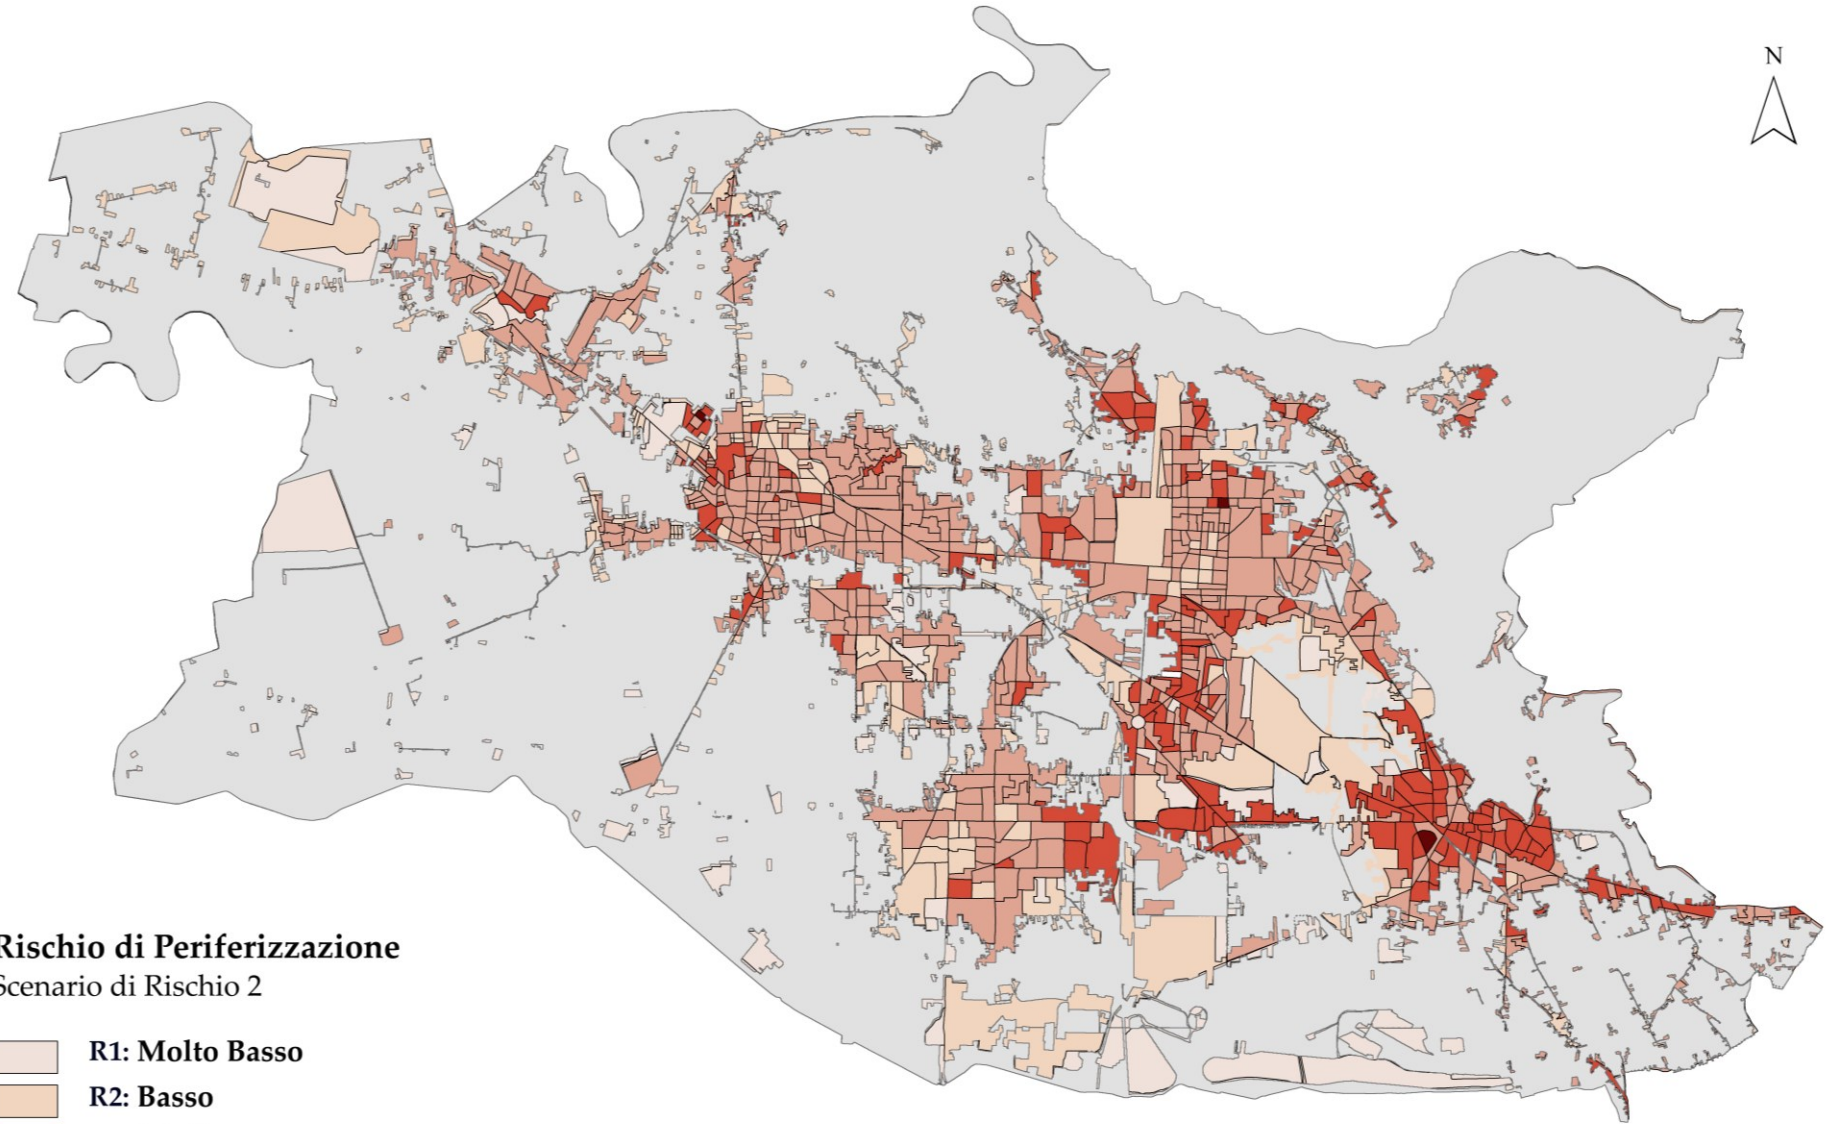 N
Rischio di Periferizzazione
Scenario di Rischio 2
R1: Molto Basso
R2: Basso